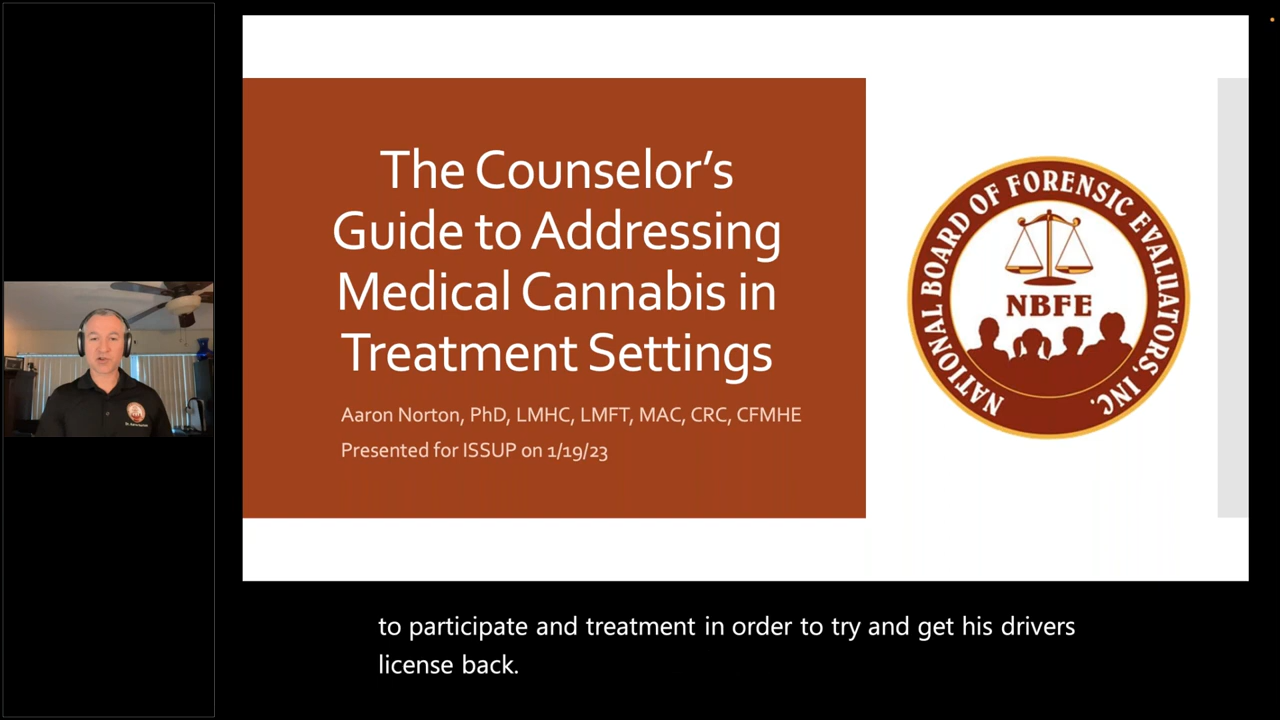 The Counselor’s
Guide to Addressing
Medical Cannabis in
Treatment Settings
Aaron Norton, PhD, LMHC, LMFT, MAC, CRC, CFMHE
Presented for ISSUP on 1/19/23
NATIONAL BOARD OF FORENSIC EVALUATORS, INC.
NBFE
to participate and treatment in order to try and get his drivers
license back.